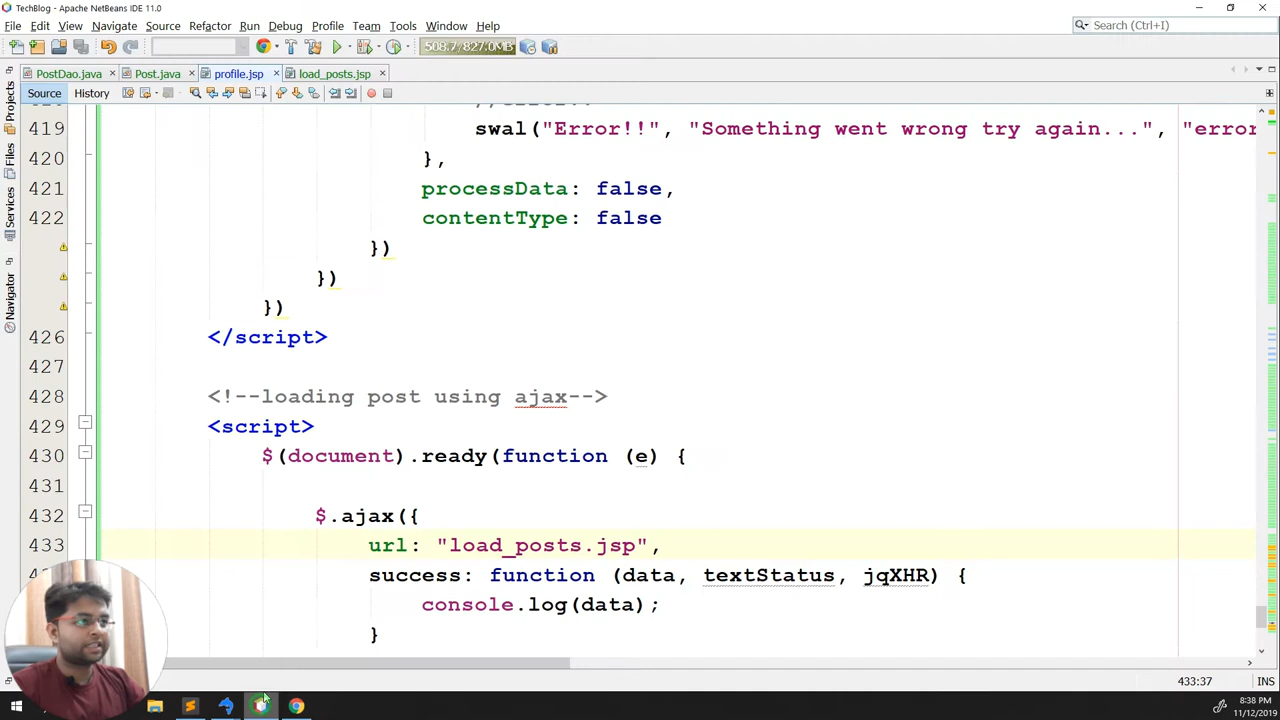 TechBlog - Apache NetBeans IDE 11.0
File Edit View Navigate Source Refactor Run Debug Profile Team Tools Window Help
Search (Ctrl+I)
508.7/827.0MB
PostDao.java Post.java profile.jsp load_posts.jsp
Source History
Projects
Files
Services
Navigator
419 swal("Error!!", "Something went wrong try again...", "error
420 },
421 processData: false,
422 contentType: false
})
})
})
426 </script>
427
428 <!--loading post using ajax-->
429 <script>
430 $(document).ready(function (e) {
431
432 $.ajax({
433 url: "load_posts.jsp",
success: function (data, textStatus, jqXHR) {
console.log(data);
}
433:37 INS
8:38 PM
11/12/2019